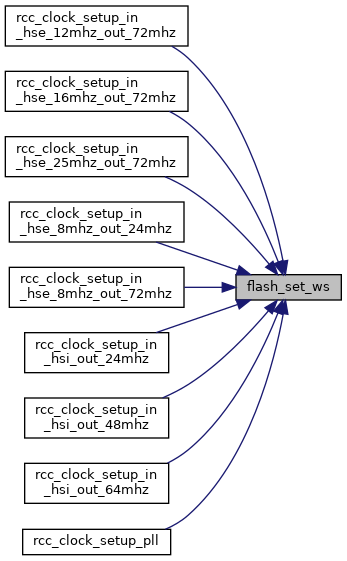 rcc_clock_setup_in
_hse_12mhz_out_72mhz
rcc_clock_setup_in
_hse_16mhz_out_72mhz
rcc_clock_setup_in
_hse_25mhz_out_72mhz
rcc_clock_setup_in
_hse_8mhz_out_24mhz
rcc_clock_setup_in
_hse_8mhz_out_72mhz
flash_set_ws
rcc_clock_setup_in
_hsi_out_24mhz
rcc_clock_setup_in
_hsi_out_48mhz
rcc_clock_setup_in
_hsi_out_64mhz
rcc_clock_setup_pll